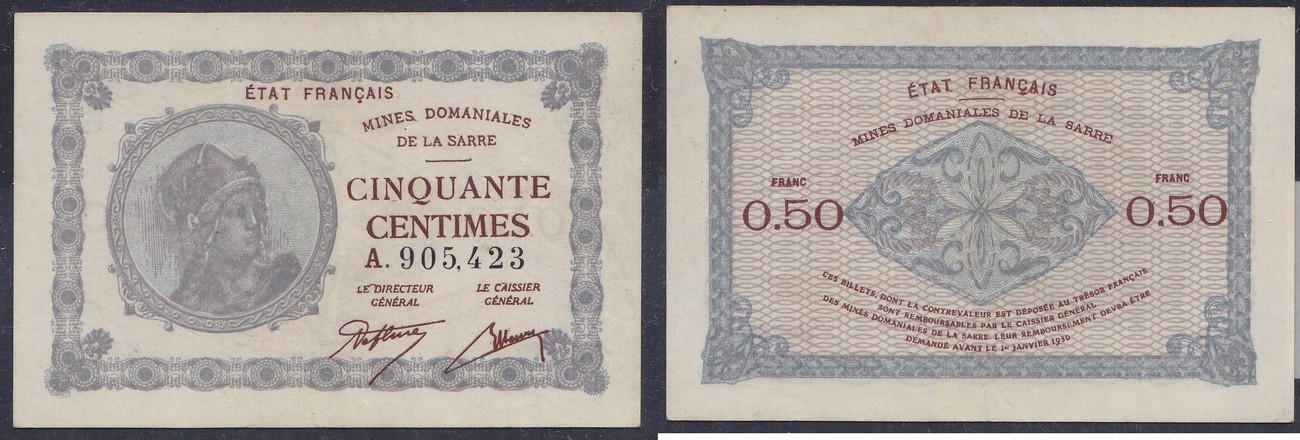 ÉTAT FRANÇAIS
MINES DOMANIALES
DE LA SARRE
CINQUANTE
CENTIMES
A. 905,423
LE DIRECTEUR
GÉNÉRAL
LE CAISSIER
GÉNÉRAL
ÉTAT FRANÇAIS
MINES DOMANIALES DE LA SARRE
FRANC
0.50
FRANC
0.50
CES BILLETS, DONT LA CONTREVALEUR EST DÉPOSÉE AU TRÉSOR FRANÇAIS,
SONT REMBOURSABLES PAR LE CAISSIER GÉNÉRAL
DES MINES DOMANIALES DE LA SARRE. LEUR REMBOURSEMENT DEVRA ÊTRE
DEMANDÉ AVANT LE 1er JANVIER 1930